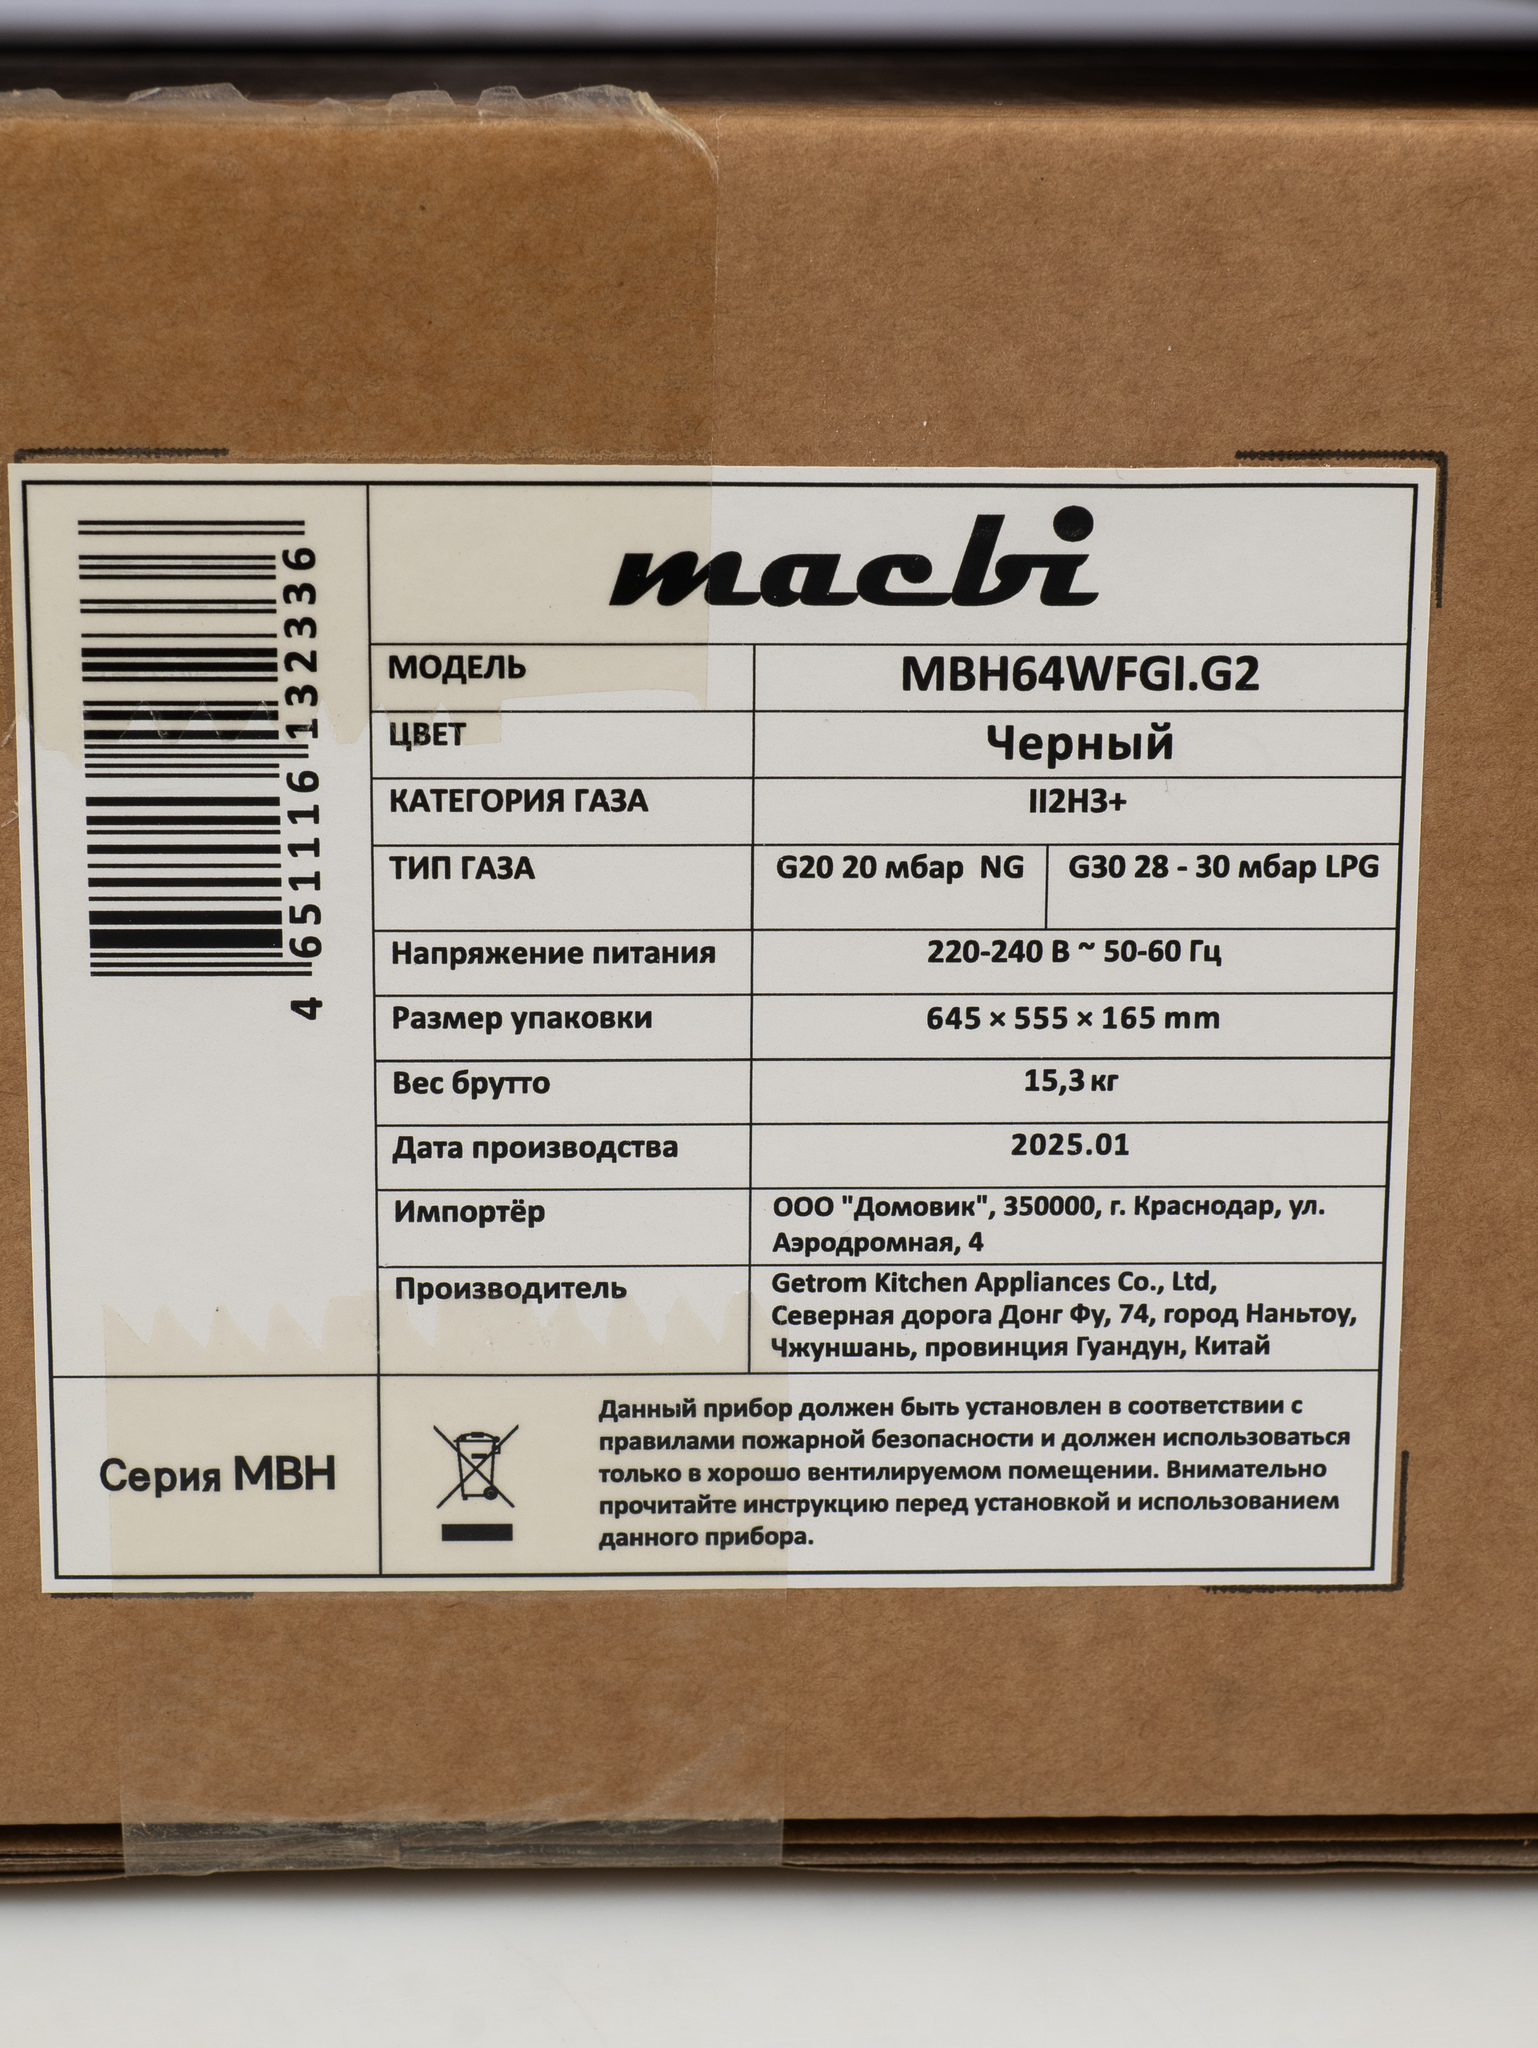 macbi
4 651116 132336
МОДЕЛЬ MBH64WFGI.G2
ЦВЕТ Черный
КАТЕГОРИЯ ГАЗА II2H3+
ТИП ГАЗА G20 20 мбар NG G30 28 - 30 мбар LPG
Напряжение питания 220-240 В ~ 50-60 Гц
Размер упаковки 645 × 555 × 165 mm
Вес брутто 15,3 кг
Дата производства 2025.01
Импортёр ООО "Домовик", 350000, г. Краснодар, ул.
Аэродромная, 4
Производитель Getrom Kitchen Appliances Co., Ltd,
Северная дорога Донг Фу, 74, город Наньтоу,
Чжуншань, провинция Гуандун, Китай
Серия MBH
Данный прибор должен быть установлен в соответствии с
правилами пожарной безопасности и должен использоваться
только в хорошо вентилируемом помещении. Внимательно
прочитайте инструкцию перед установкой и использованием
данного прибора.